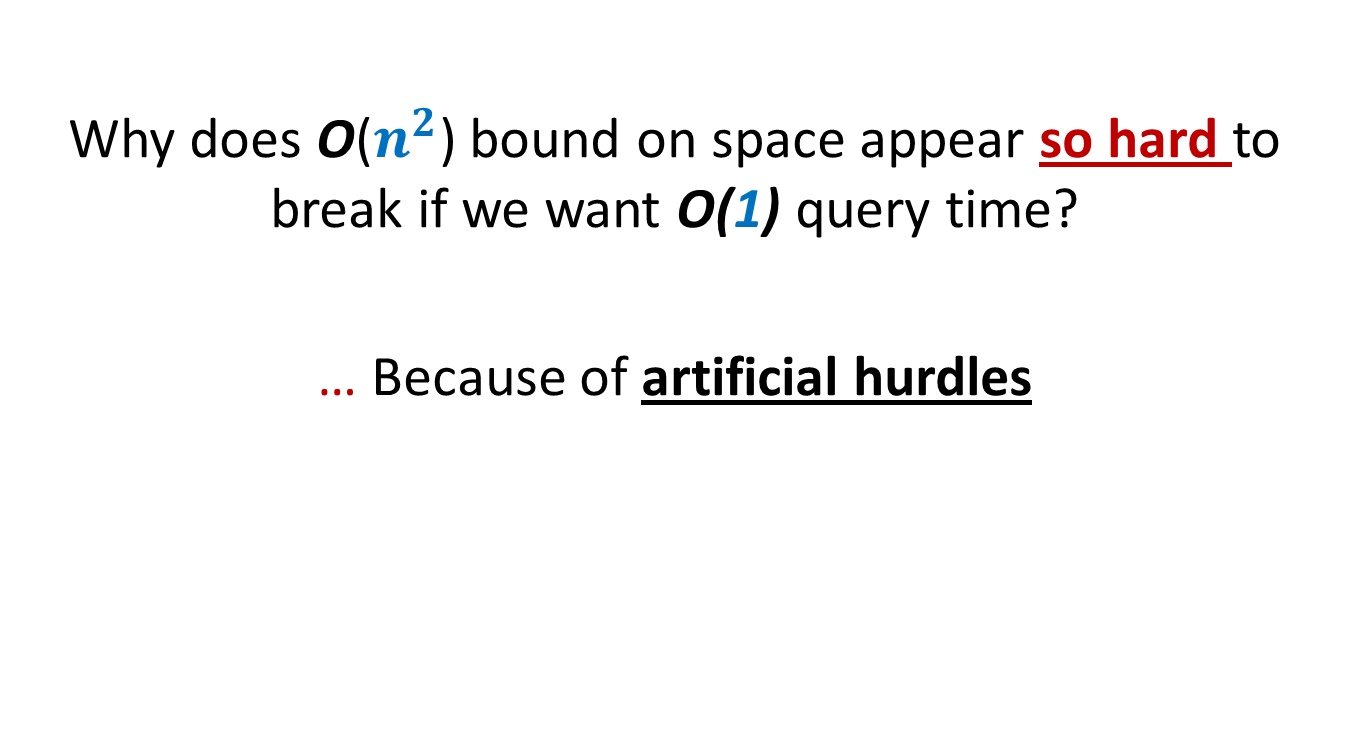 Why does O(n²) bound on space appear so hard to
break if we want O(1) query time?
... Because of artificial hurdles